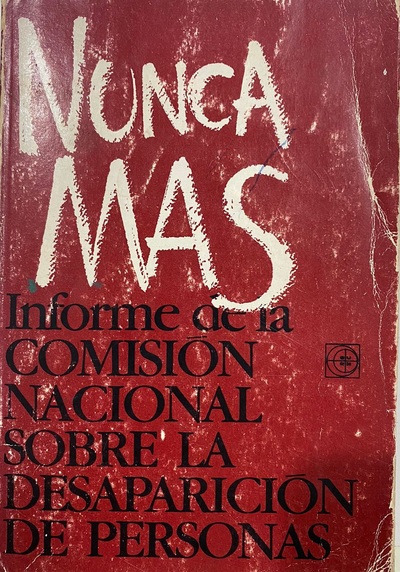 NUNCA
MAS
Informe de la
COMISIÓN
NACIONAL
SOBRE LA
DESAPARICIÓN
DE PERSONAS